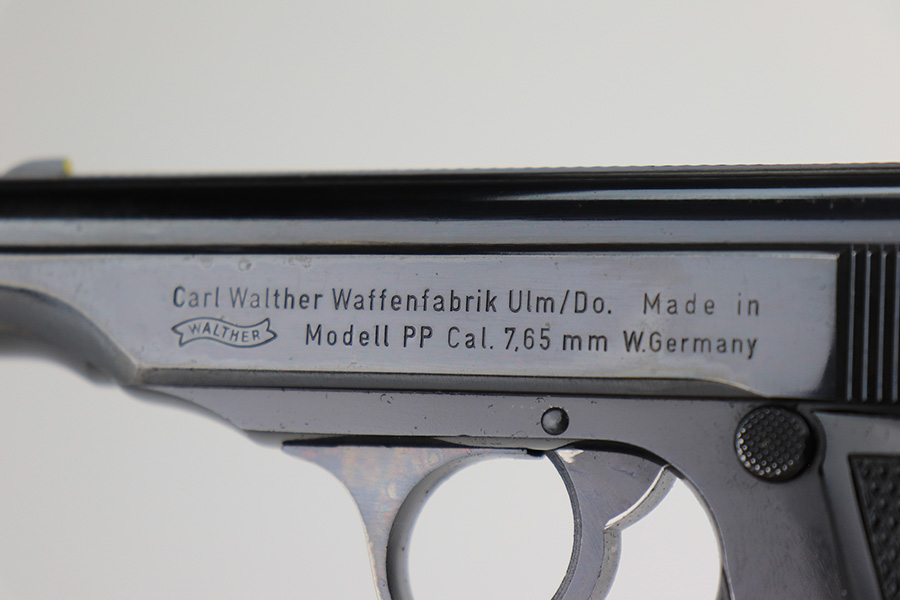 Carl Walther Waffenfabrik Ulm/Do. Made in
WALTHER Modell PP Cal. 7,65 mm W.Germany